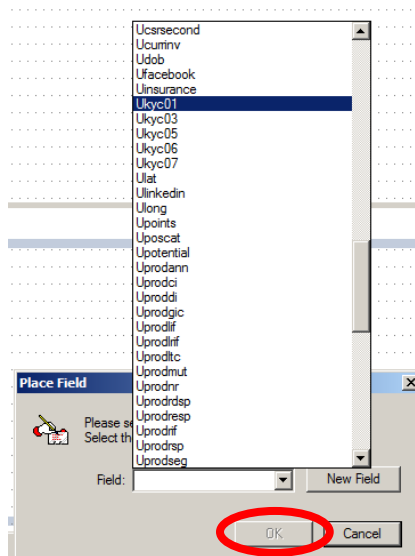 Ucsrsecond
Ucurrinv
Udob
Ufacebook
Uinsurance
Ukyc01
Ukyc03
Ukyc05
Ukyc06
Ukyc07
Ulat
Ulinkedin
Ulong
Upoints
Uposcat
Upotential
Uprodann
Uprodci
Uproddi
Uprodgic
Uprodlif
Uprodlrif
Uprodltc
Uprodmut
Uprodnr
Uprodrdsp
Uprodresp
Uprodrif
Uprodrsp
Uprodseg
Place Field
Please se
Select th
Field:
New Field
OK
Cancel